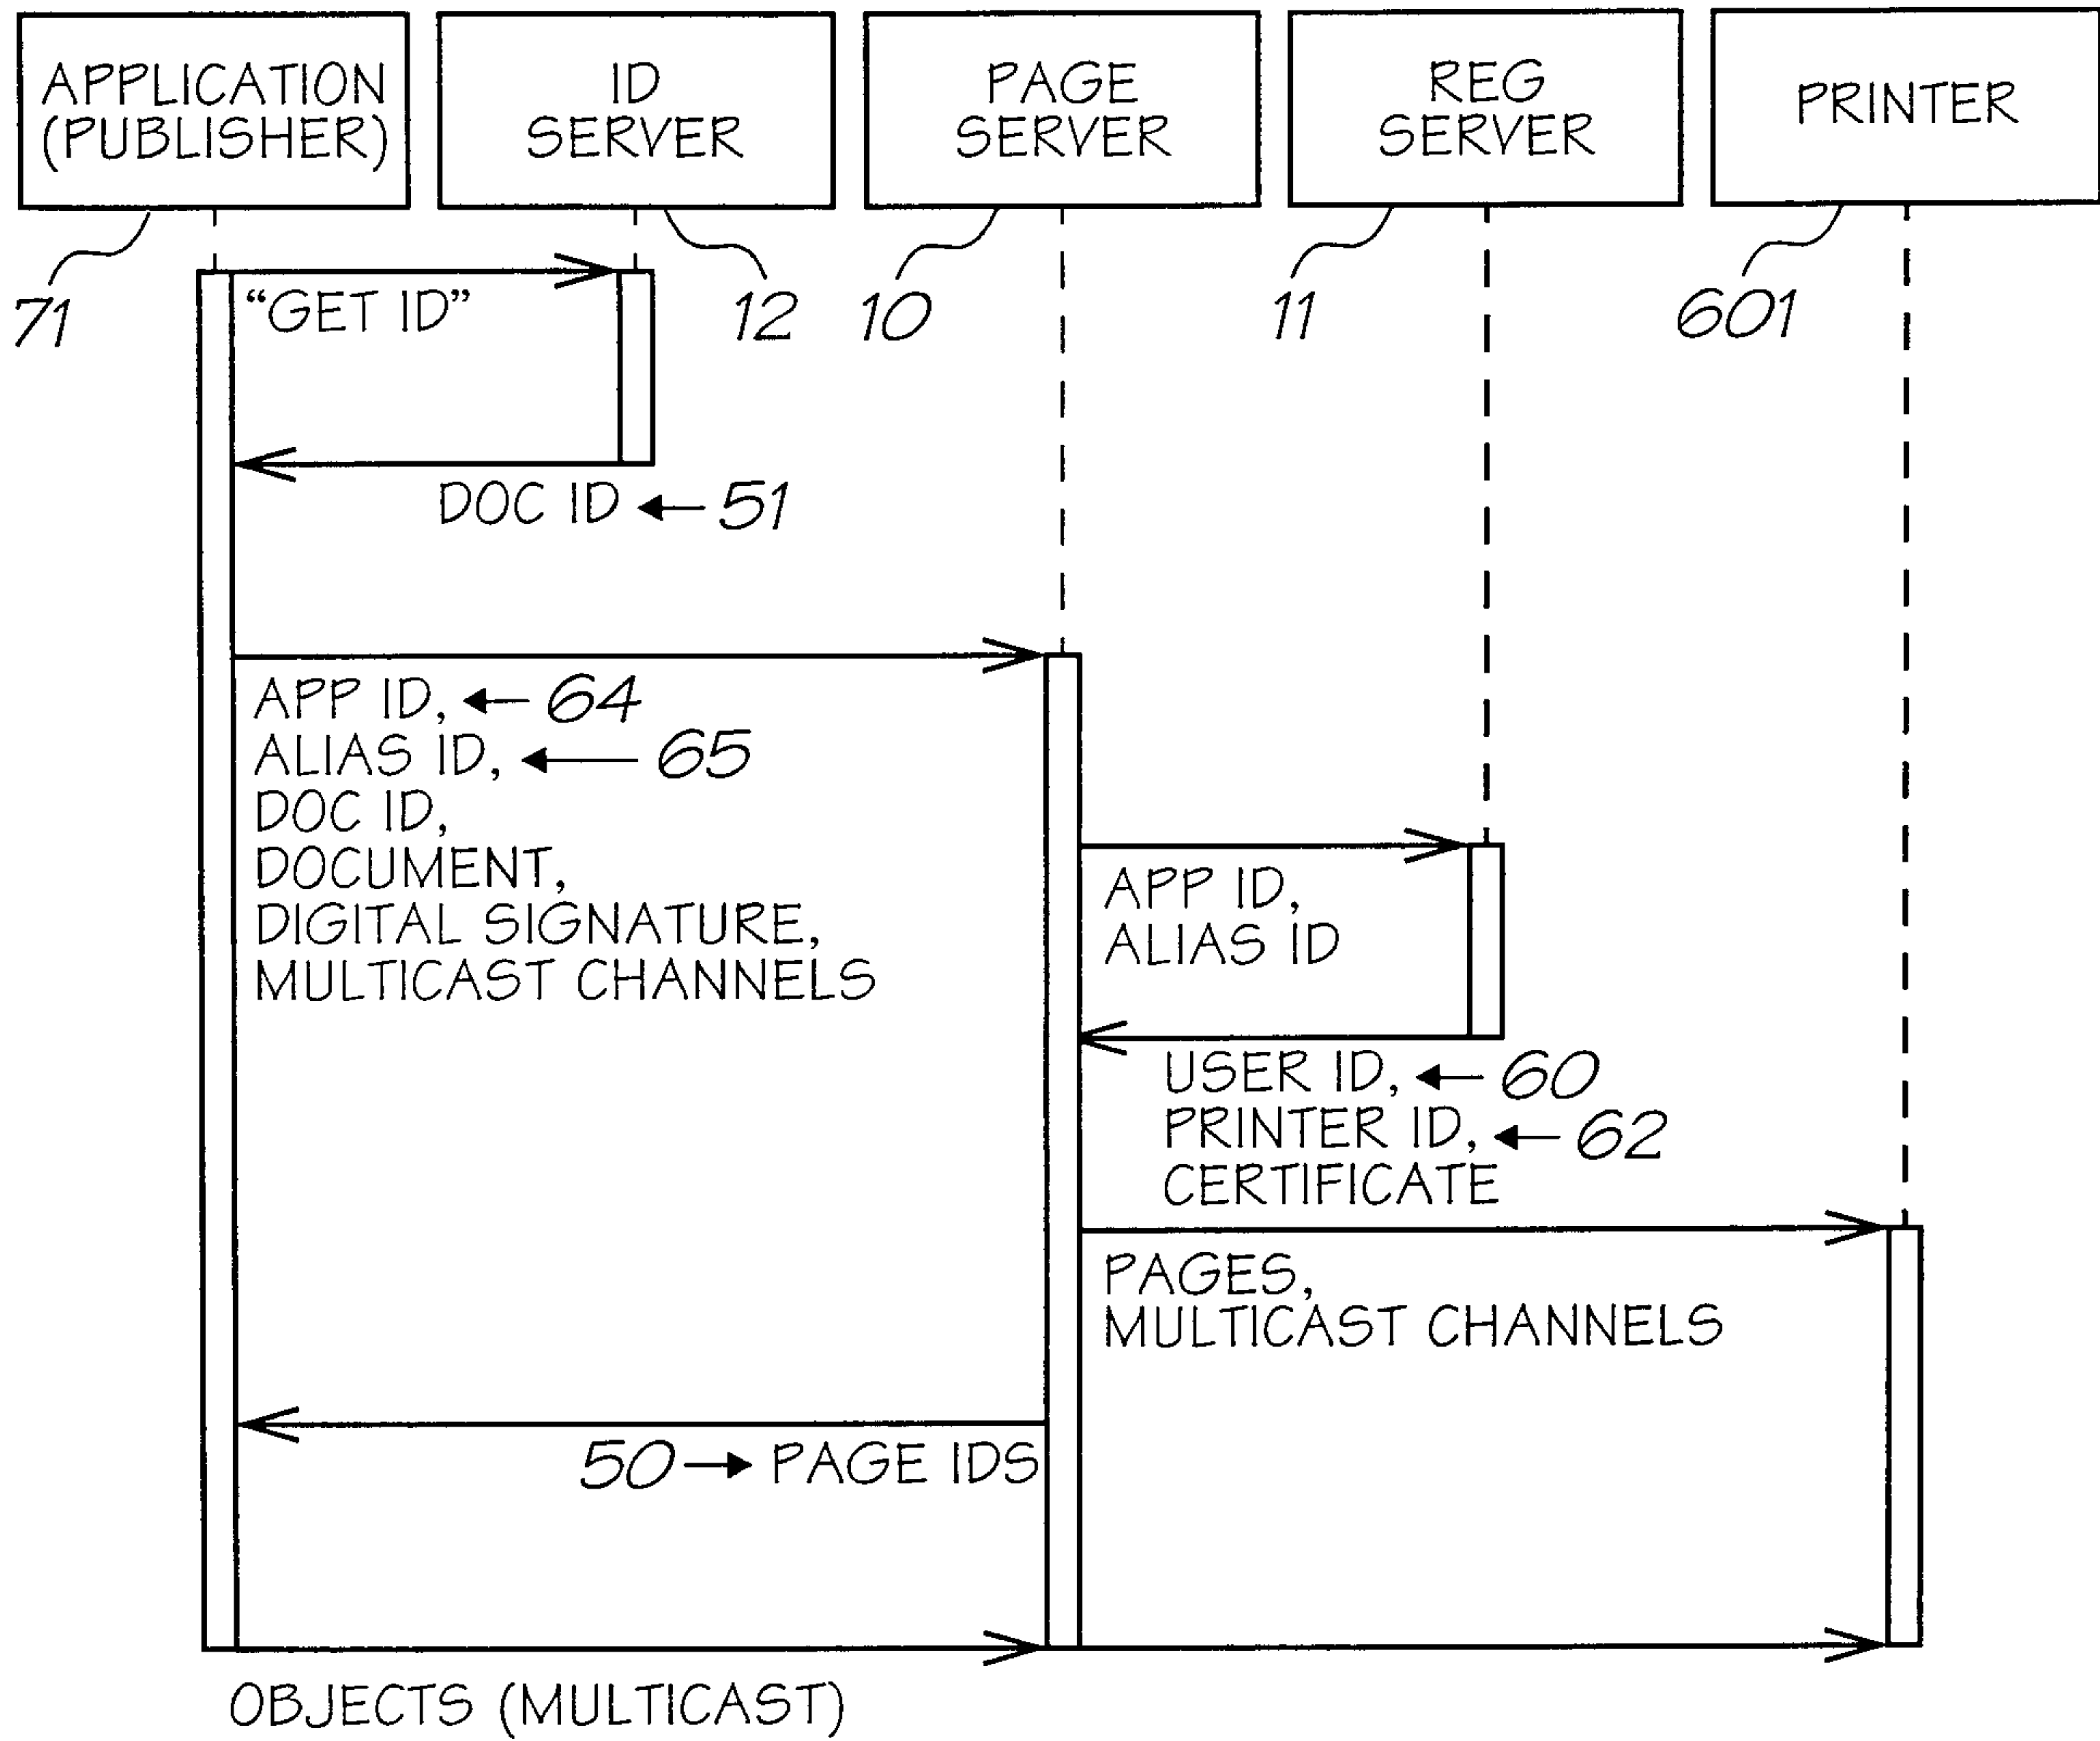 APPLICATION
(PUBLISHER)
ID
SERVER
PAGE
SERVER
REG
SERVER
PRINTER
71
12
10
11
601
“GET ID”
DOC ID 51
APP ID, 64
ALIAS ID, 65
DOC ID,
DOCUMENT,
DIGITAL SIGNATURE,
MULTICAST CHANNELS
APP ID,
ALIAS ID
USER ID, 60
PRINTER ID, 62
CERTIFICATE
PAGES,
MULTICAST CHANNELS
50 PAGE IDS
OBJECTS (MULTICAST)